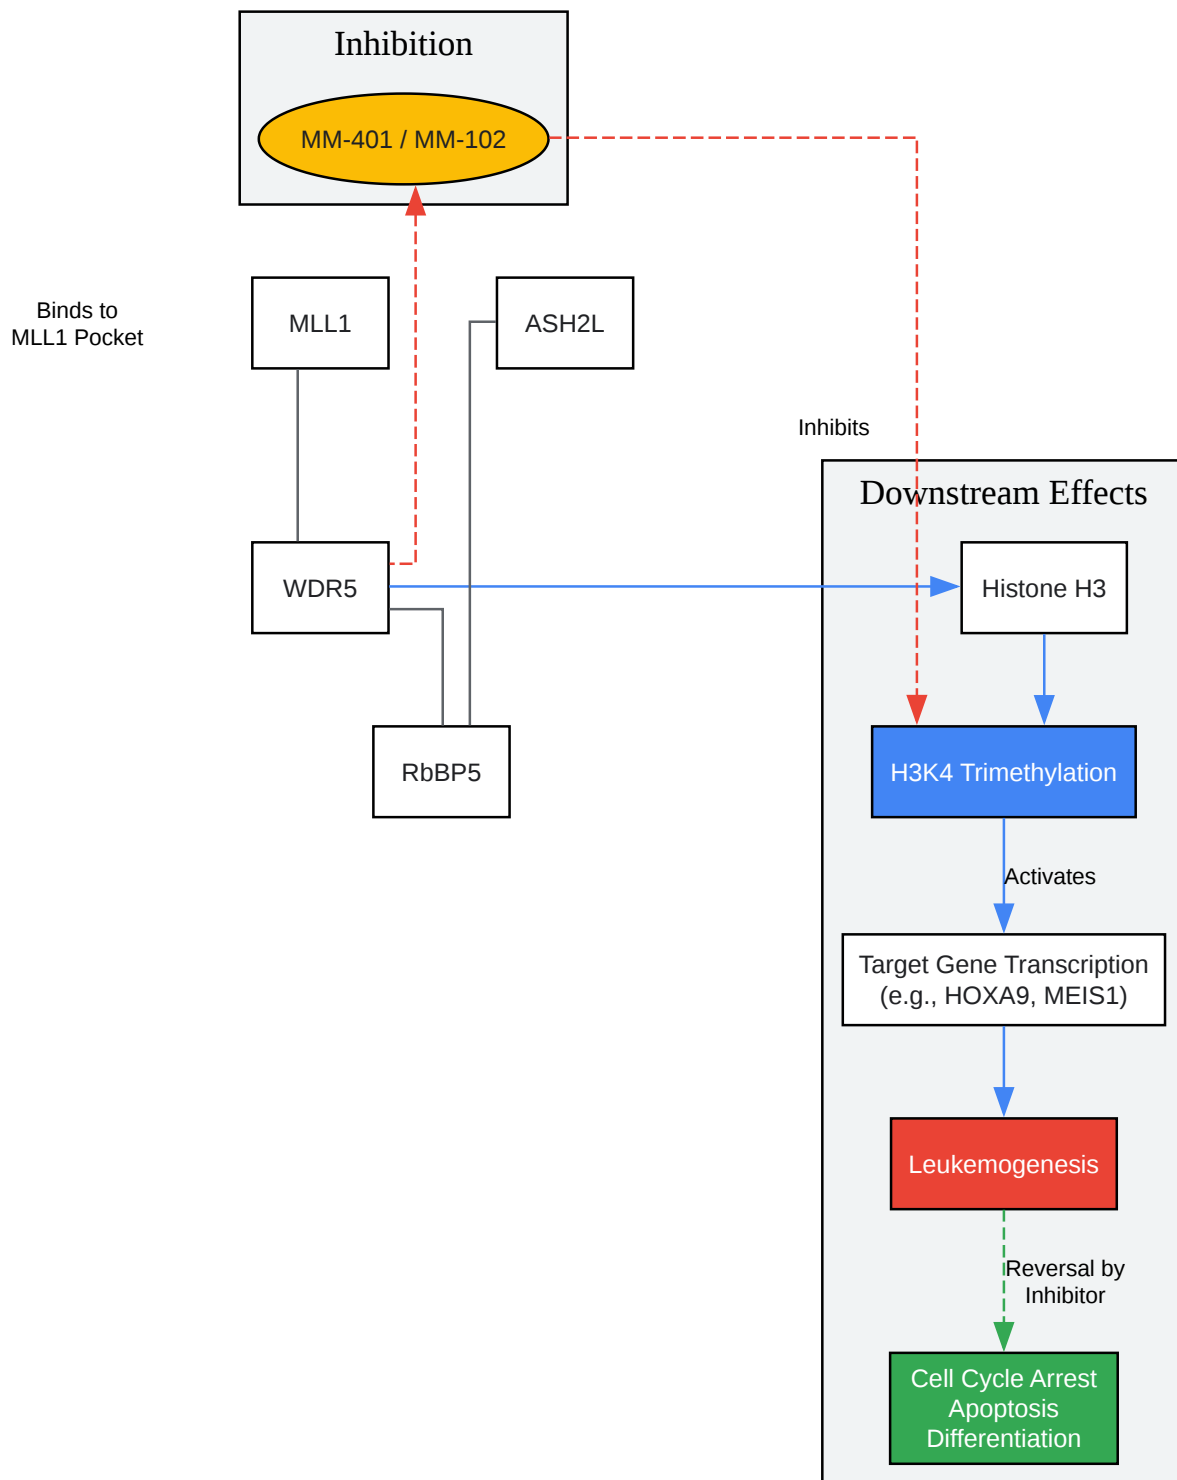 Inhibition
MM-401 / MM-102
Binds to
MLL1 Pocket
MLL1
ASH2L
Inhibits
Downstream Effects
WDR5
Histone H3
RbBP5
H3K4 Trimethylation
Activates
Target Gene Transcription
(e.g., HOXA9, MEIS1)
Leukemogenesis
Reversal by
Inhibitor
Cell Cycle Arrest
Apoptosis
Differentiation